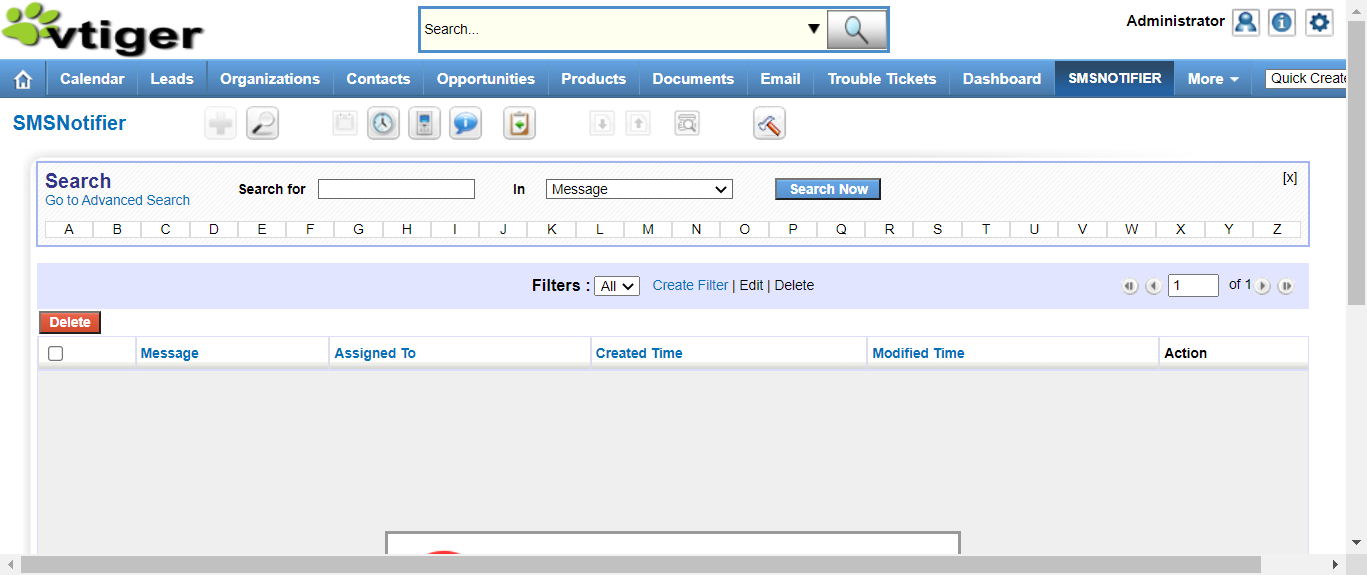 vtiger
Search...
Administrator
Calendar Leads Organizations Contacts Opportunities Products Documents Email Trouble Tickets Dashboard SMSNOTIFIER More Quick Create
SMSNotifier
Search
Go to Advanced Search
Search for In Message Search Now [x]
A B C D E F G H I J K L M N O P Q R S T U V W X Y Z
Filters : All Create Filter | Edit | Delete 1 of 1
Delete
Message Assigned To Created Time Modified Time Action